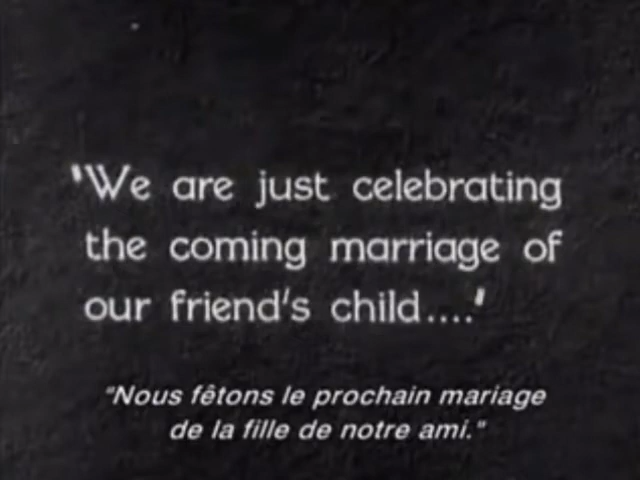 'We are just celebrating
the coming marriage of
our friend's child....'
"Nous fêtons le prochain mariage
de la fille de notre ami."